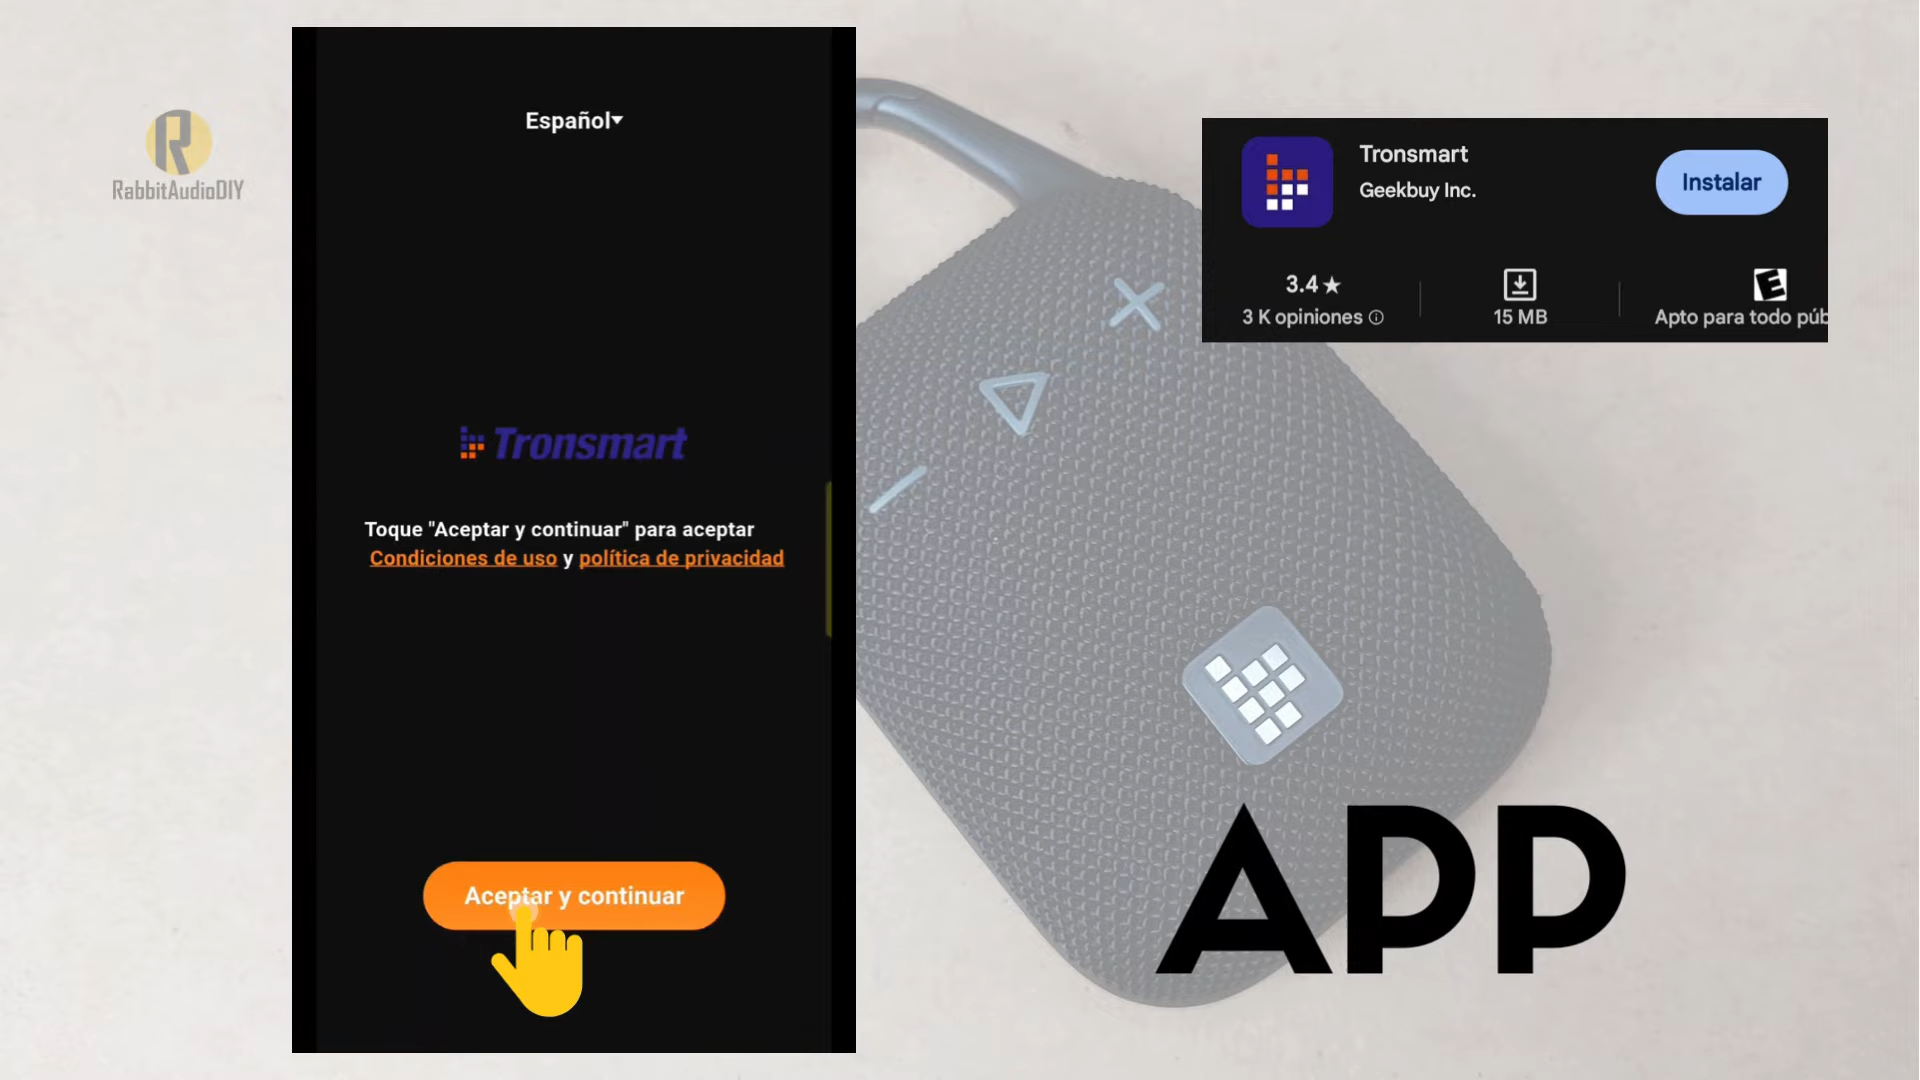 RabbitAudioDIY
Español
Tronsmart
Toque "Aceptar y continuar" para aceptar
Condiciones de uso y política de privacidad
Aceptar y continuar
Tronsmart
Geekbuy Inc.
Instalar
3.4★
3 K opiniones
15 MB
E
Apto para todo púb
APP